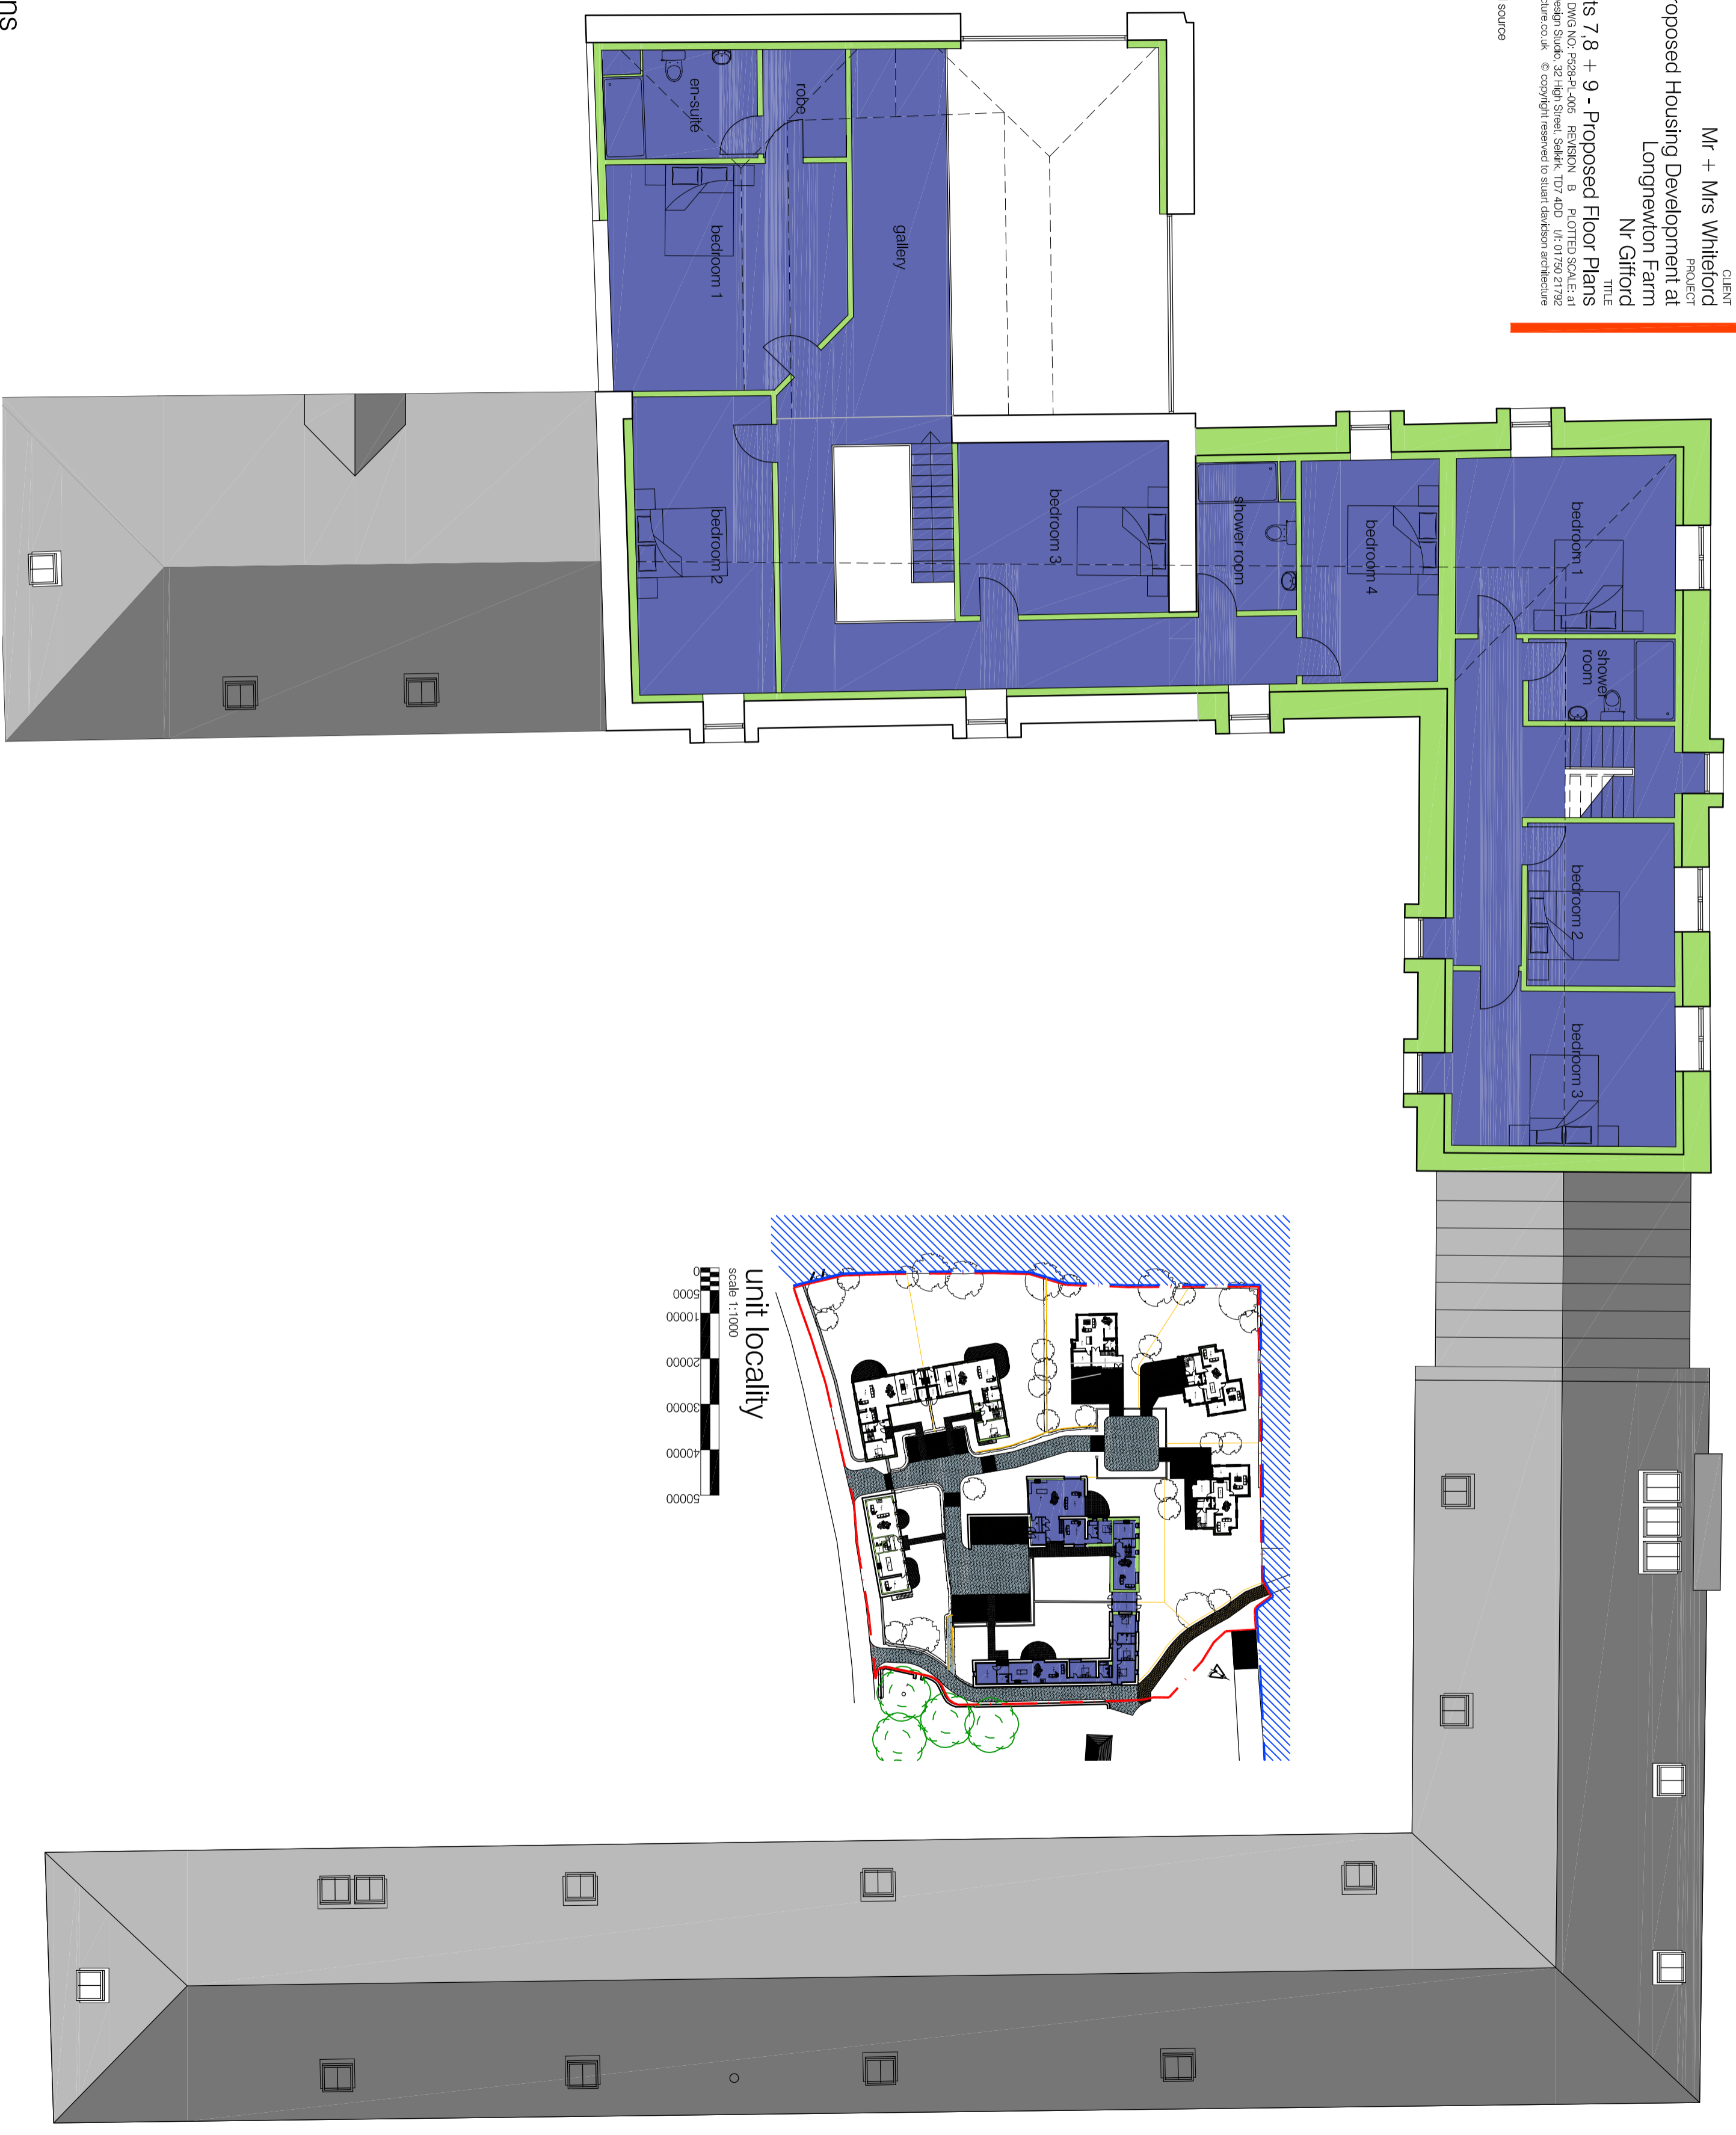 CLIENT
Mr + Mrs Whiteford
PROJECT
roposed Housing Development at
Longnewton Farm
Nr Gifford
TITLE
ts 7,8 + 9 - Proposed Floor Plans
DWG NO: P528-PL-005 REVISION B PLOTTED SCALE: a1
esign Studio, 32 High Street, Selkirk, TD7 4DD t/f: 01750 21792
cture.co.uk © copyright reserved to stuart davidson architecture
source
ns
en-suite
robe
bedroom 1
gallery
bedroom 2
bedroom 3
shower room
bedroom 4
bedroom 1
shower
room
bedroom 2
bedroom 3
unit locality
scale 1:1000
0
5000
10000
20000
30000
40000
50000